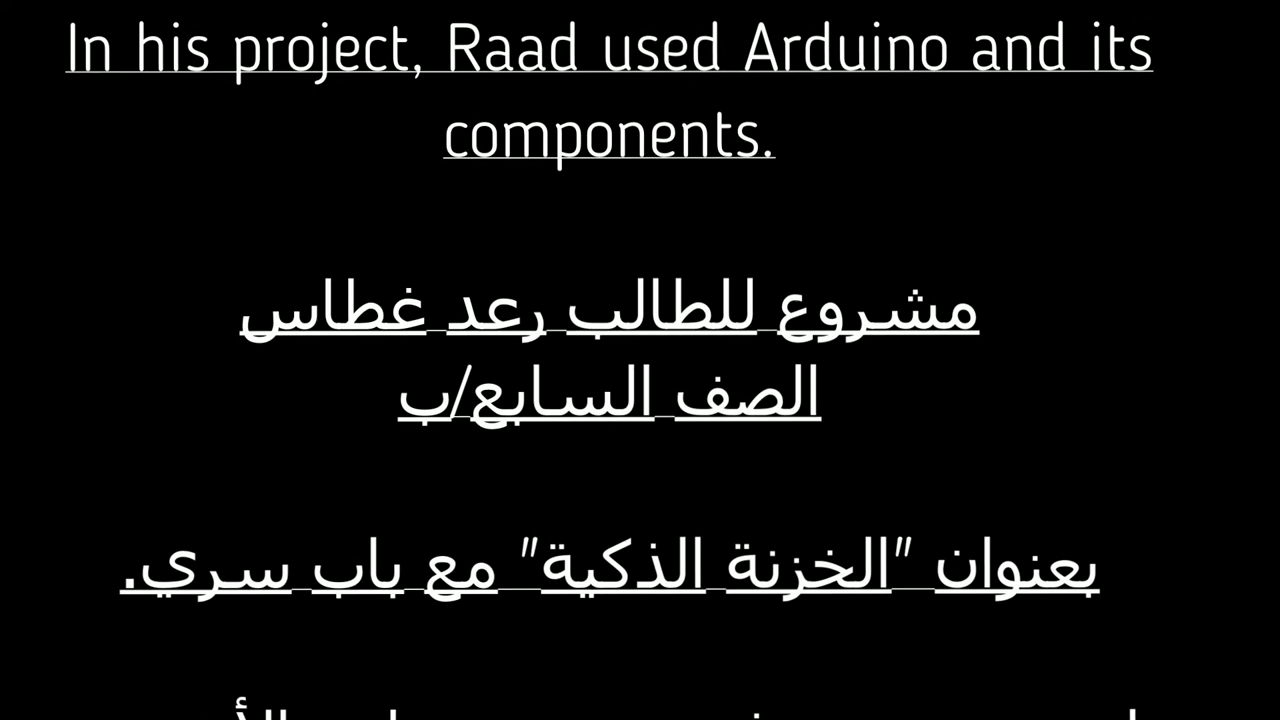 In his project, Raad used Arduino and its
components.
مشروع للطالب رعد غطاس
الصف السابع/ب
بعنوان "الخزنة الذكية" مع باب سري.